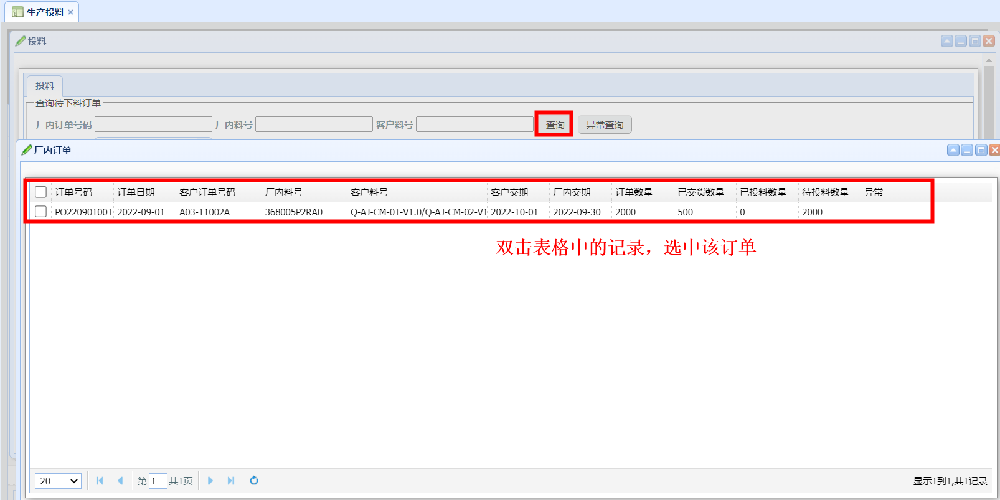 生产投料
投料
投料
查询待下料订单
厂内订单号码 厂内料号 客户料号 查询 异常查询
厂内订单
订单号码 订单日期 客户订单号码 厂内料号 客户料号 客户交期 厂内交期 订单数量 已交货数量 已投料数量 待投料数量 异常
PO220901001 2022-09-01 A03-11002A 368005P2RA0 Q-AJ-CM-01-V1.0/Q-AJ-CM-02-V1 2022-10-01 2022-09-30 2000 500 0 2000
双击表格中的记录，选中该订单
20 第 1 共1页 显示1到1,共1记录